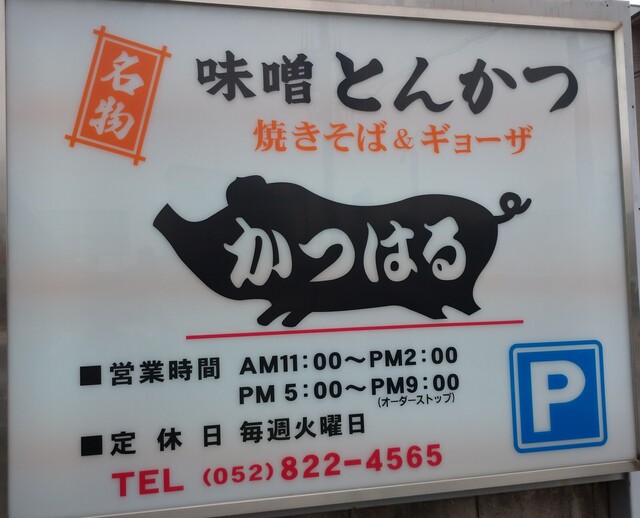 名物
味噌とんかつ
焼きそば&ギョーザ
かつはる
■営業時間 AM11:00〜PM2:00
PM 5:00〜PM9:00
(オーダーストップ)
■定休日 毎週火曜日
TEL (052)822-4565
P